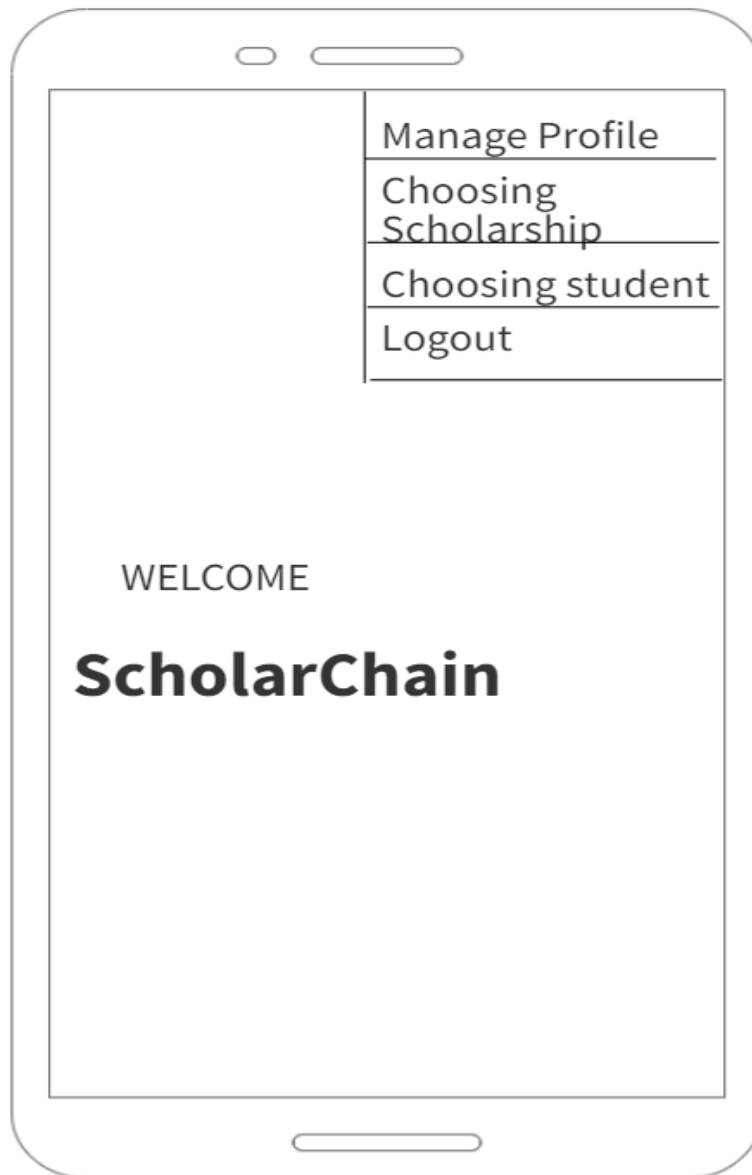 Manage Profile
Choosing
Scholarship
Choosing student
Logout
WELCOME
ScholarChain